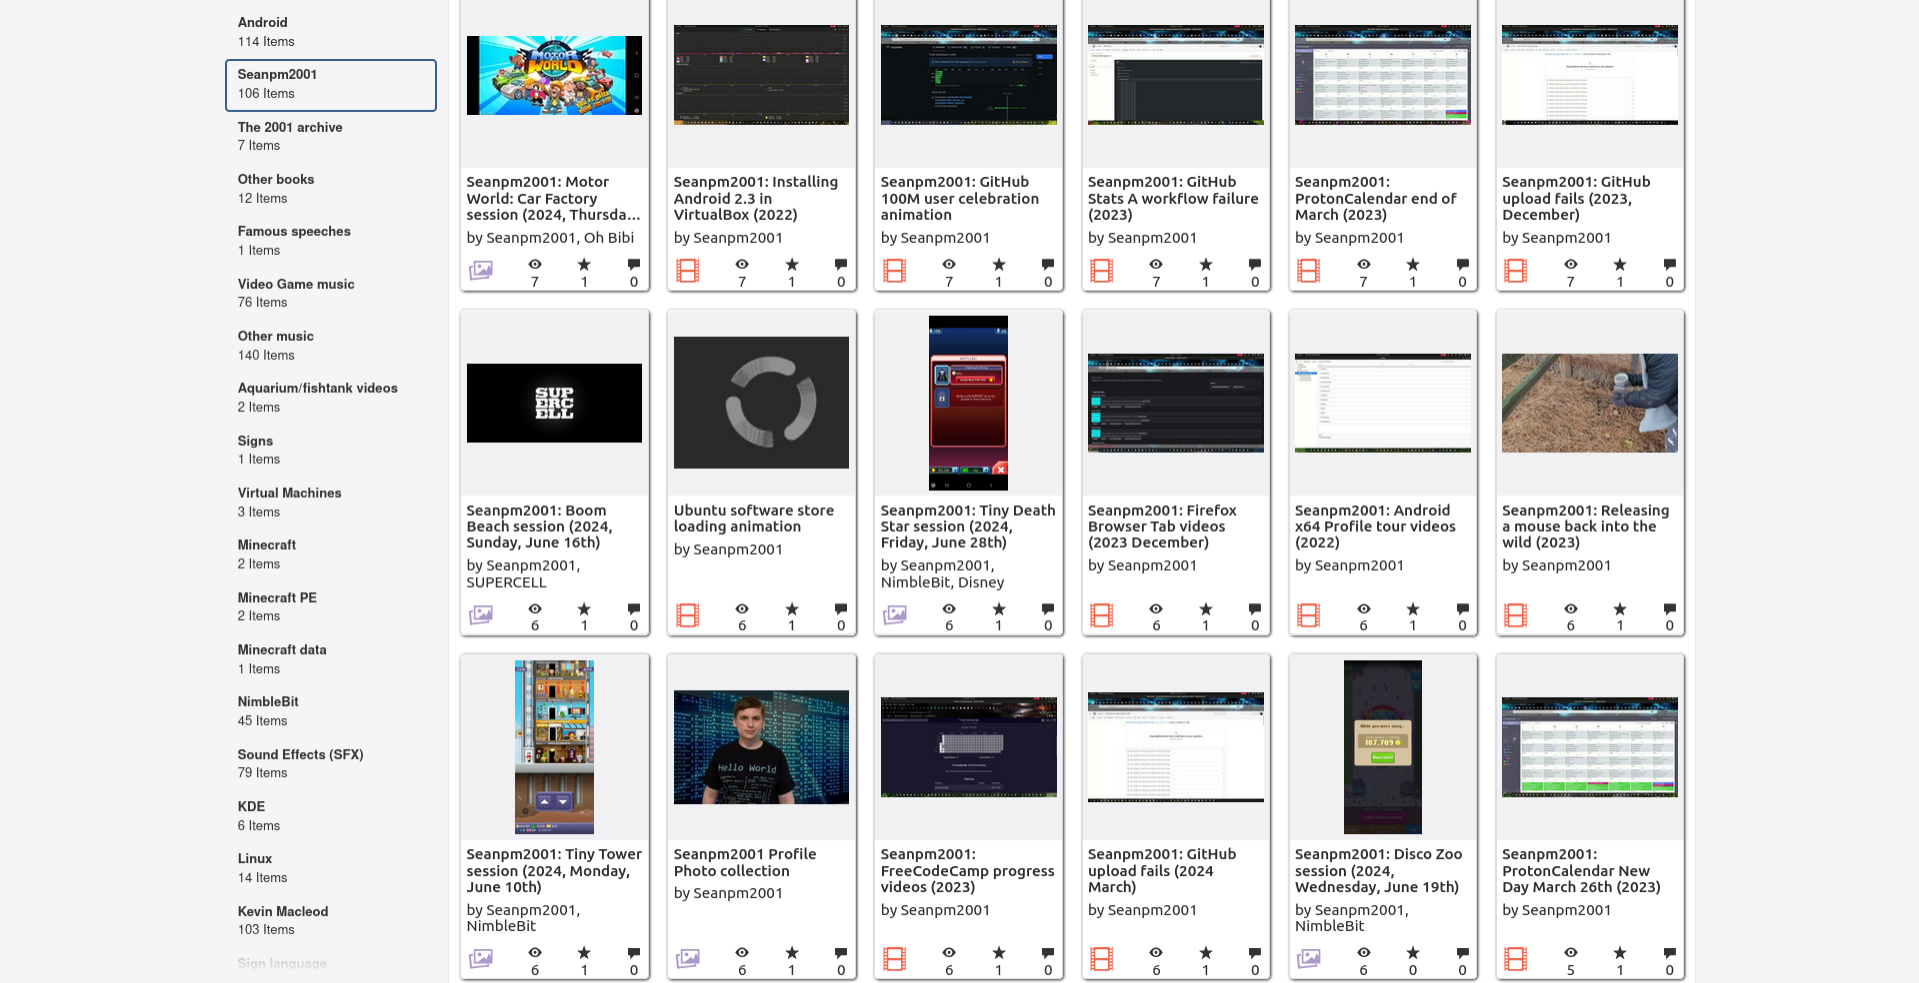 Android
114 Items
Seanpm2001
106 Items
The 2001 archive
7 Items
Other books
12 Items
Famous speeches
1 Items
Video Game music
76 Items
Other music
140 Items
Aquarium/fishtank videos
2 Items
Signs
1 Items
Virtual Machines
3 Items
Minecraft
2 Items
Minecraft PE
2 Items
Minecraft data
1 Items
NimbleBit
45 Items
Sound Effects (SFX)
79 Items
KDE
6 Items
Linux
14 Items
Kevin Macleod
103 Items
Sign language
MOTOR
WORLD
Seanpm2001: Motor
World: Car Factory
session (2024, Thursda...
by Seanpm2001, Oh Bibi
7 1 0
Seanpm2001: Installing
Android 2.3 in
VirtualBox (2022)
by Seanpm2001
7 1 0
Seanpm2001: GitHub
100M user celebration
animation
by Seanpm2001
7 1 0
Seanpm2001: GitHub
Stats A workflow failure
(2023)
by Seanpm2001
7 1 0
Seanpm2001:
ProtonCalendar end of
March (2023)
by Seanpm2001
7 1 0
Seanpm2001: GitHub
upload fails (2023,
December)
by Seanpm2001
7 1 0
SUP
ERC
ELL
Seanpm2001: Boom
Beach session (2024,
Sunday, June 16th)
by Seanpm2001,
SUPERCELL
6 1 0
Ubuntu software store
loading animation
by Seanpm2001
6 1 0
Seanpm2001: Tiny Death
Star session (2024,
Friday, June 28th)
by Seanpm2001,
NimbleBit, Disney
6 1 0
Seanpm2001: Firefox
Browser Tab videos
(2023 December)
by Seanpm2001
6 1 0
Seanpm2001: Android
x64 Profile tour videos
(2022)
by Seanpm2001
6 1 0
Seanpm2001: Releasing
a mouse back into the
wild (2023)
by Seanpm2001
6 1 0
Seanpm2001: Tiny Tower
session (2024, Monday,
June 10th)
by Seanpm2001,
NimbleBit
6 1 0
Hello World
Seanpm2001 Profile
Photo collection
by Seanpm2001
6 1 0
Seanpm2001:
FreeCodeCamp progress
videos (2023)
by Seanpm2001
6 1 0
Seanpm2001: GitHub
upload fails (2024
March)
by Seanpm2001
6 1 0
While you were away...
187,709
Seanpm2001: Disco Zoo
session (2024,
Wednesday, June 19th)
by Seanpm2001,
NimbleBit
6 0 0
Seanpm2001:
ProtonCalendar New
Day March 26th (2023)
by Seanpm2001
5 1 0